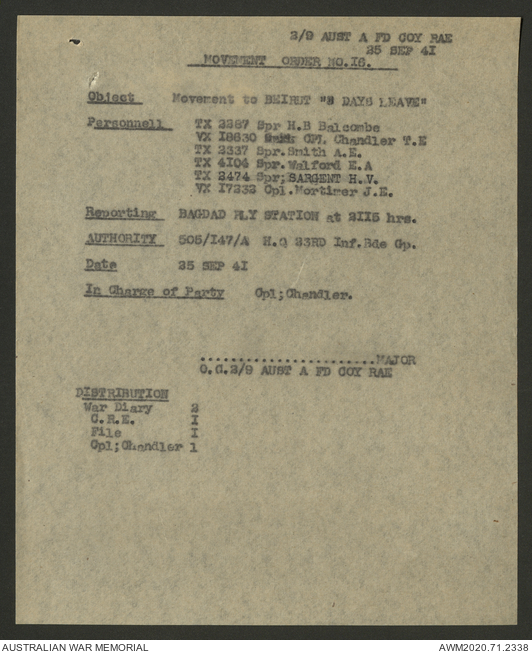 2/9 AUST A FD COY RAE
25 SEP 41
MOVEMENT ORDER NO.I6.
Object Movement to BEIRUT "8 DAYS LEAVE"
Personnell TX 2287 Spr H.B Balcombe
VX I8630 CPL Chandler T.E
TX 2337 Spr.Smith A.E.
TX 4I04 Spr.Walford E.A
TX 2474 Spr; SARGENT H.V.
VX I7232 Cpl.Mortimer J.E.
Reporting BAGDAD RLY STATION at 2II5 hrs.
AUTHORITY 505/I47/A H.Q 23RD Inf.Bde Gp.
Date 25 SEP 4I
In Charge of Party Cpl;Chandler.
........................MAJOR
O.C.2/9 AUST A FD COY RAE
DISTRIBUTION
War Diary 2
C.R.E. I
File I
Cpl;Chandler 1
AUSTRALIAN WAR MEMORIAL AWM2020.71.2338